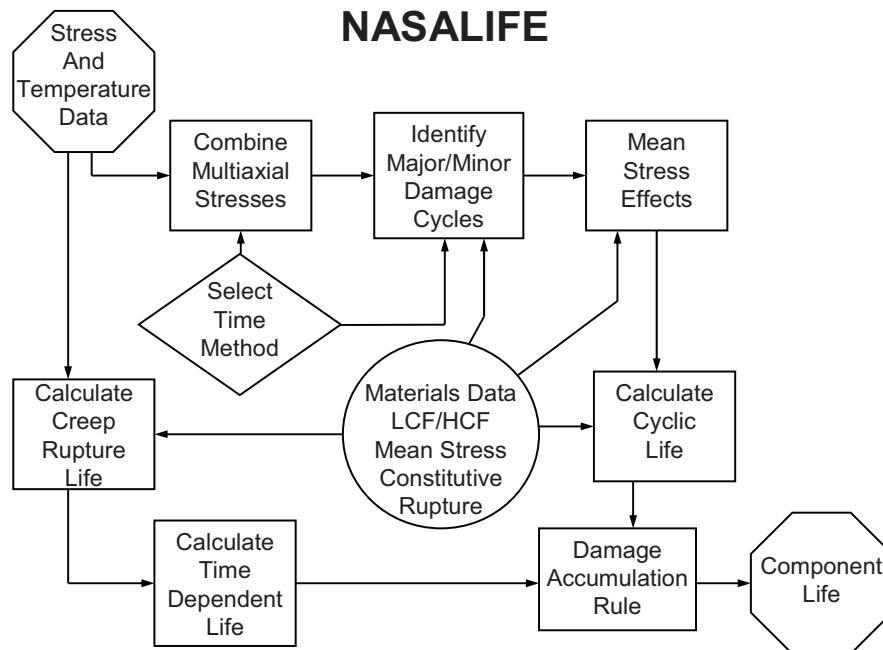 NASALIFE
Stress
And
Temperature
Data
Combine
Multiaxial
Stresses
Identify
Major/Minor
Damage
Cycles
Mean
Stress
Effects
Select
Time
Method
Calculate
Creep
Rupture
Life
Materials Data
LCF/HCF
Mean Stress
Constitutive
Rupture
Calculate
Cyclic
Life
Calculate
Time
Dependent
Life
Damage
Accumulation
Rule
Component
Life